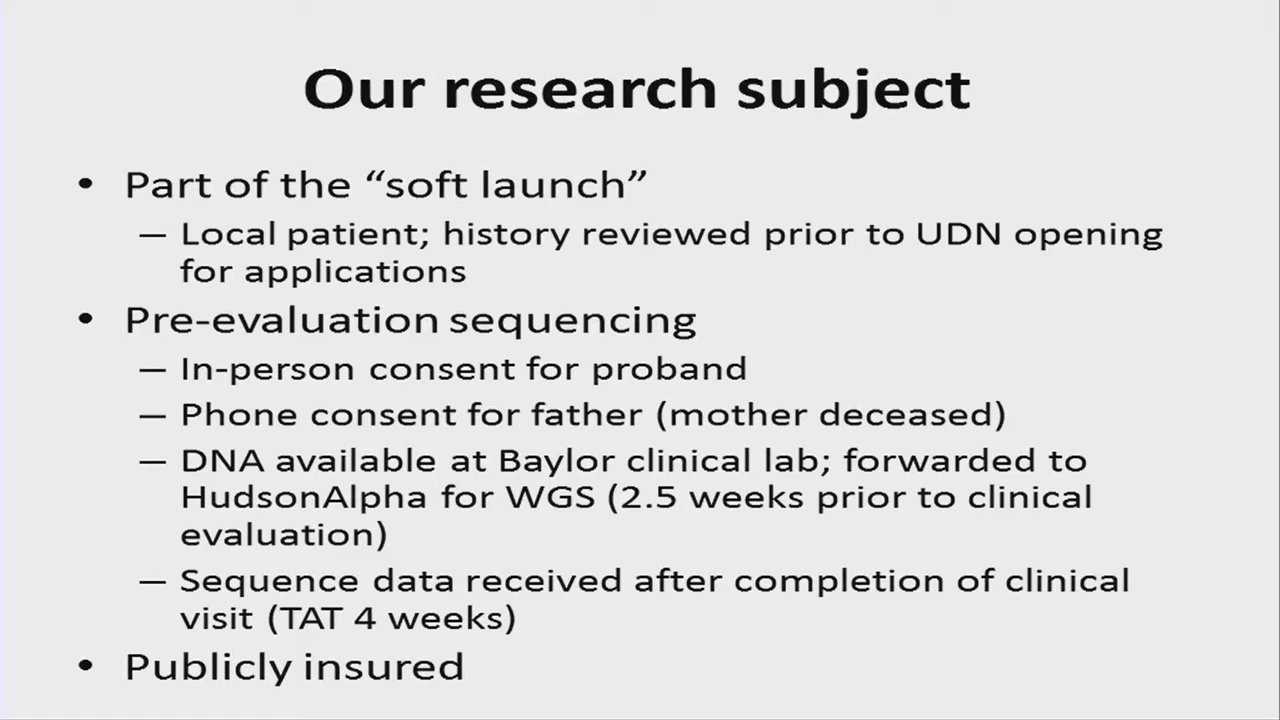 Our research subject
• Part of the “soft launch”
– Local patient; history reviewed prior to UDN opening
for applications
• Pre-evaluation sequencing
– In-person consent for proband
– Phone consent for father (mother deceased)
– DNA available at Baylor clinical lab; forwarded to
HudsonAlpha for WGS (2.5 weeks prior to clinical
evaluation)
– Sequence data received after completion of clinical
visit (TAT 4 weeks)
• Publicly insured